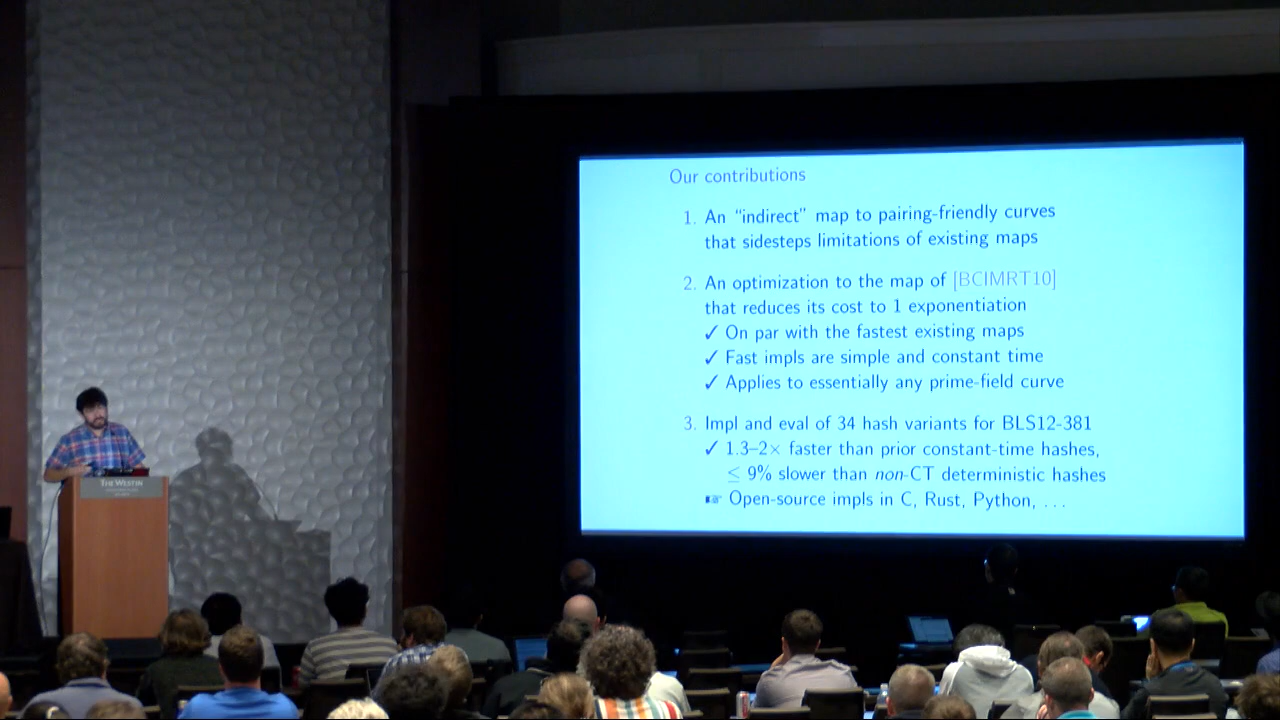 Our contributions
1. An “indirect” map to pairing-friendly curves
that sidesteps limitations of existing maps
2. An optimization to the map of [BCIMRT10]
that reduces its cost to 1 exponentiation
✓ On par with the fastest existing maps
✓ Fast impls are simple and constant time
✓ Applies to essentially any prime-field curve
3. Impl and eval of 34 hash variants for BLS12-381
✓ 1.3–2× faster than prior constant-time hashes,
≤ 9% slower than non-CT deterministic hashes
☞ Open-source impls in C, Rust, Python, ...
THE WESTIN